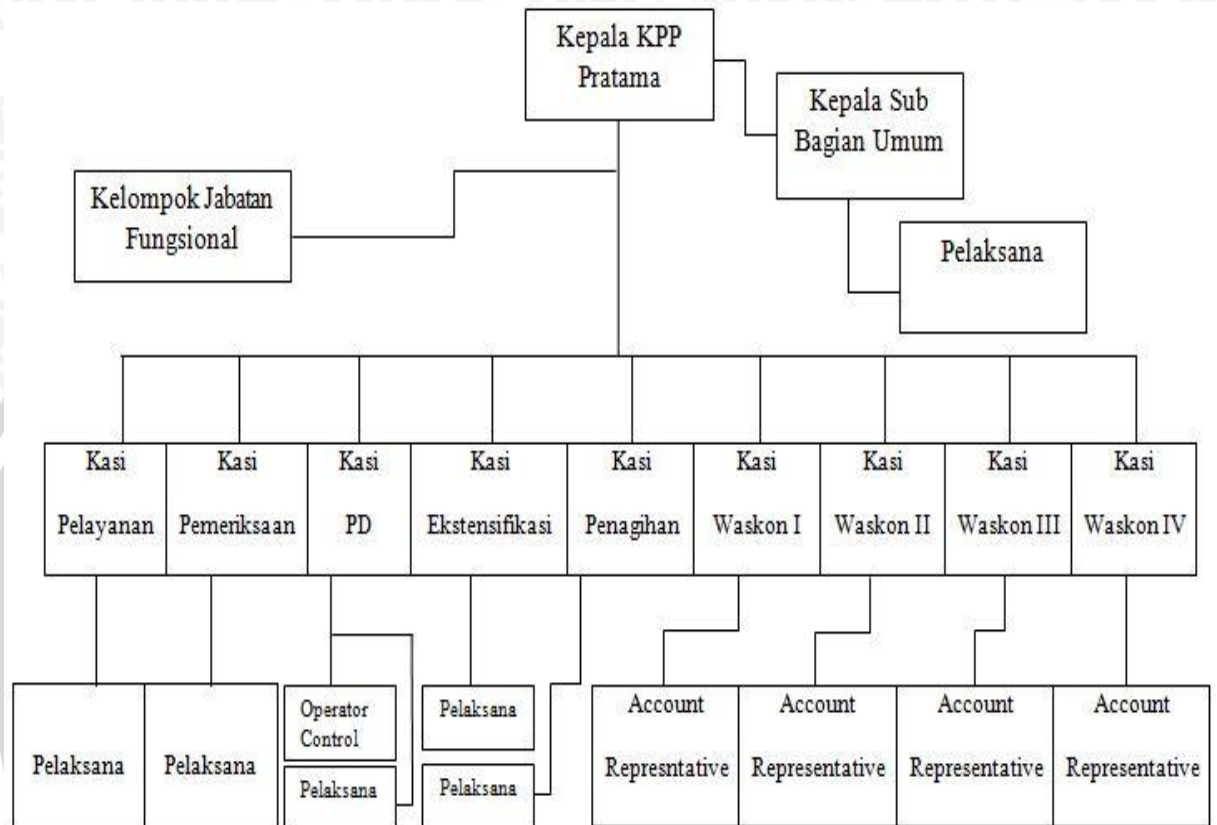 Kepala KPP
Pratama
Kepala Sub
Bagian Umum
Kelompok Jabatan
Fungsional
Pelaksana
Kasi
Pelayanan
Kasi
Pemeriksaan
Kasi
PD
Kasi
Ekstensifikasi
Kasi
Penagihan
Kasi
Waskon I
Kasi
Waskon II
Kasi
Waskon III
Kasi
Waskon IV
Pelaksana
Pelaksana
Operator
Control
Pelaksana
Pelaksana
Pelaksana
Account
Represntative
Account
Representative
Account
Representative
Account
Representative